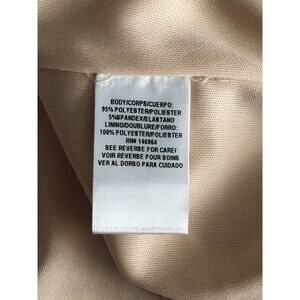 BODY/CORPS/CUERPO:
95% POLYESTER/POLIESTER
5%SPANDEX/ELASTANO
LINING/DOUBLURE/FORRO:
100% POLYESTER/POLIESTER
RN# 146964
SEE REVERSE FOR CARE/
VOIR REVERSE POUR SOINS
VER AL DORSO PARA CUIDADO